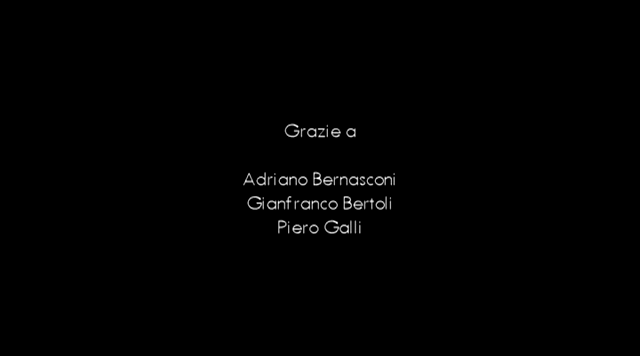 Grazie a
Adriano Bernasconi
Gianfranco Bertoli
Piero Galli